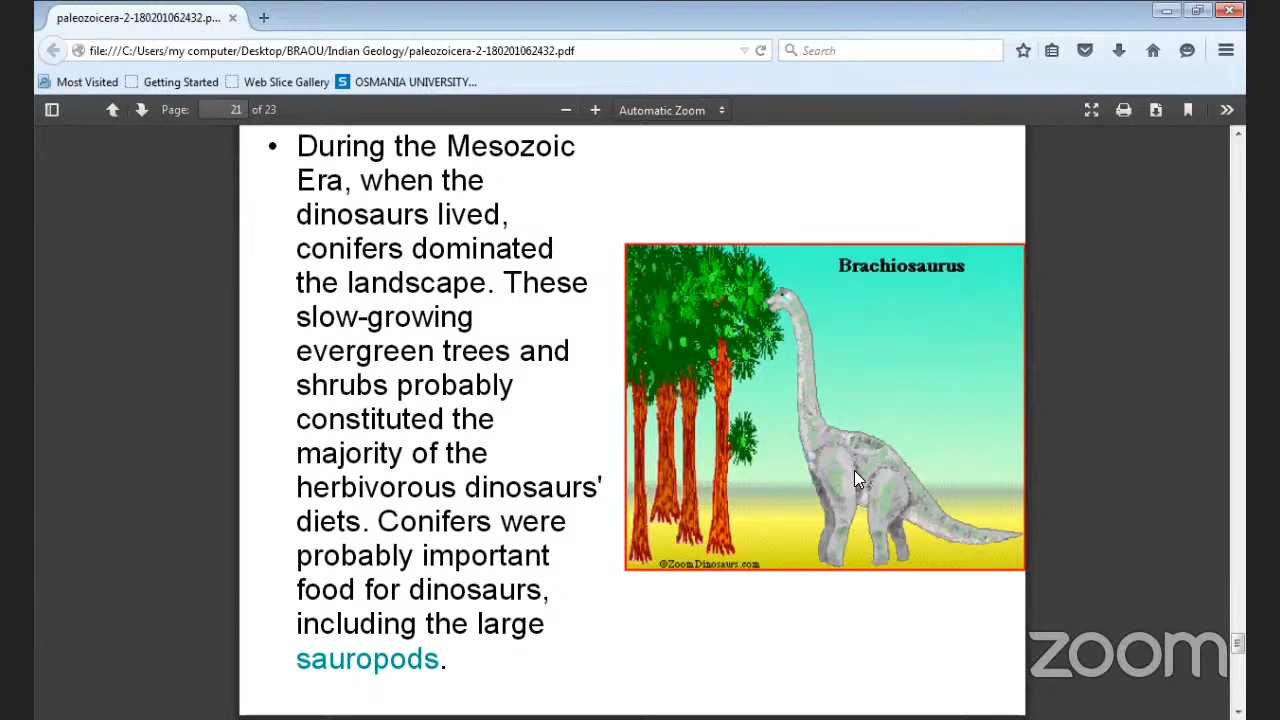 paleozoicera-2-180201062432.p...
file:///C:/Users/my computer/Desktop/BRAOU/Indian Geology/paleozoicera-2-180201062432.pdf
Search
Most Visited Getting Started Web Slice Gallery S OSMANIA UNIVERSITY...
Page: 21 of 23 Automatic Zoom
• During the Mesozoic
Era, when the
dinosaurs lived,
conifers dominated
the landscape. These
slow-growing
evergreen trees and
shrubs probably
constituted the
majority of the
herbivorous dinosaurs'
diets. Conifers were
probably important
food for dinosaurs,
including the large
sauropods.
Brachiosaurus
©ZoomDinosaurs.com
zoom